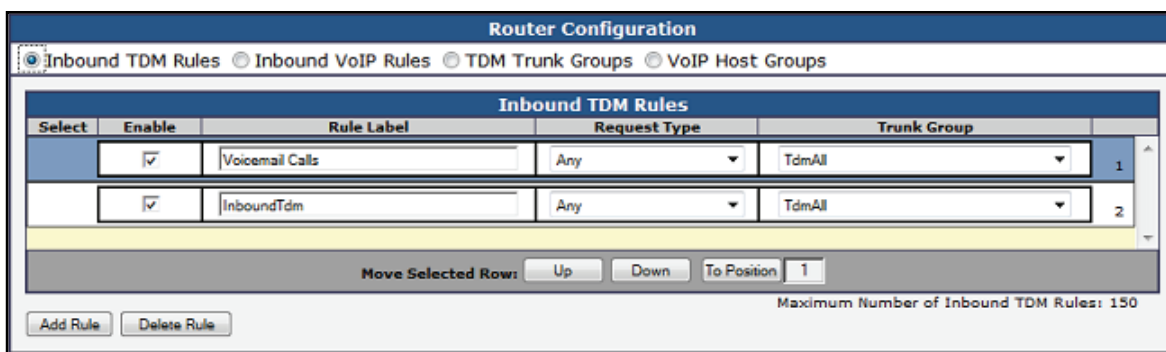 Router Configuration
Inbound TDM Rules Inbound VoIP Rules TDM Trunk Groups VoIP Host Groups
Inbound TDM Rules
Select Enable Rule Label Request Type Trunk Group
Voicemail Calls Any TdmAll 1
InboundTdm Any TdmAll 2
Move Selected Row: Up Down To Position 1
Maximum Number of Inbound TDM Rules: 150
Add Rule Delete Rule